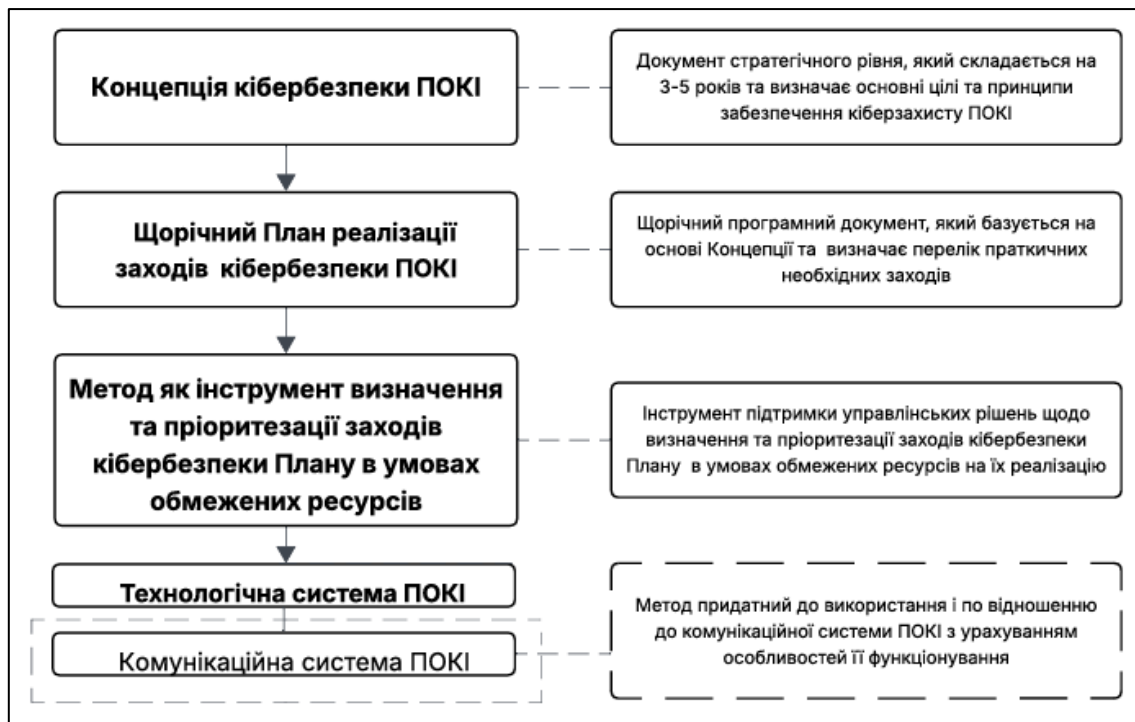 Концепція кібербезпеки ПОКІ
Документ стратегічного рівня, який складається на
3-5 років та визначає основні цілі та принципи
забезпечення кіберзахисту ПОКІ
Щорічний План реалізації
заходів кібербезпеки ПОКІ
Щорічний програмний документ, який базується на
основі Концепції та визначає перелік праткичних
необхідних заходів
Метод як інструмент визначення
та пріоритезації заходів
кібербезпеки Плану в умовах
обмежених ресурсів
Інструмент підтримки управлінських рішень щодо
визначення та пріоритезації заходів кібербезпеки
Плану в умовах обмежених ресурсів на їх реалізацію
Технологічна система ПОКІ
Комунікаційна система ПОКІ
Метод придатний до використання і по відношенню
до комунікаційної системи ПОКІ з урахуванням
особливостей її функціонування